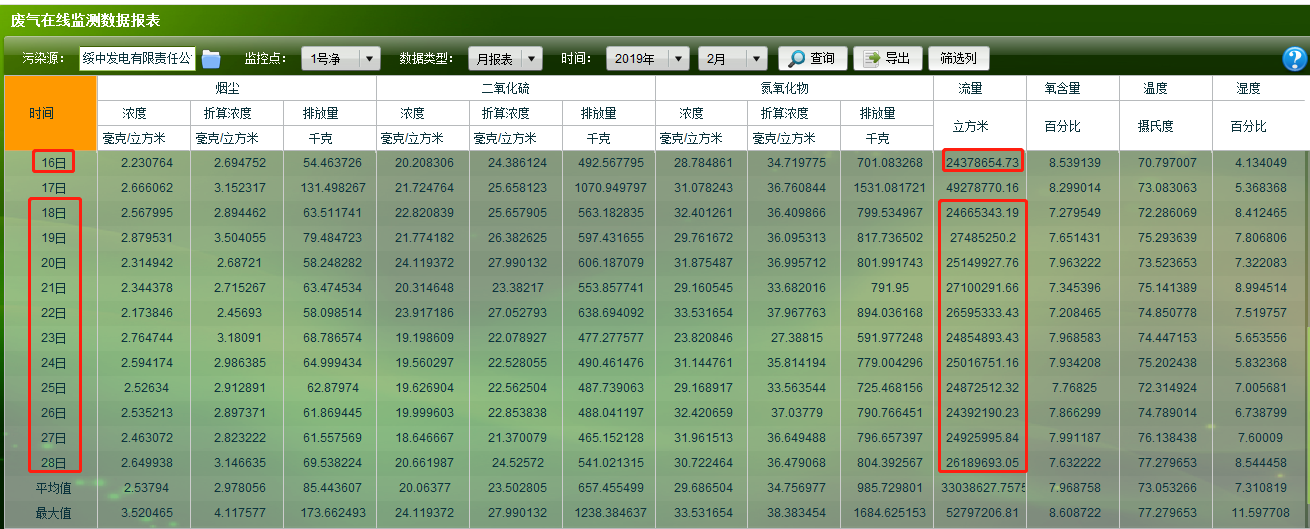 废气在线监测数据报表
污染源： 绥中发电有限责任公 监控点： 1号净 数据类型： 月报表 时间： 2019年 2月 查询 导出 筛选列
时间 烟尘 二氧化硫 氮氧化物 流量 氧含量 温度 湿度
浓度 折算浓度 排放量 浓度 折算浓度 排放量 浓度 折算浓度 排放量 立方米 百分比 摄氏度 百分比
毫克/立方米 毫克/立方米 千克 毫克/立方米 毫克/立方米 千克 毫克/立方米 毫克/立方米 千克
16日 2.230764 2.694752 54.463726 20.208306 24.386124 492.567795 28.784861 34.719775 701.083268 24378654.73 8.539139 70.797007 4.134049
17日 2.666062 3.152317 131.498267 21.724764 25.658123 1070.949797 31.078243 36.760844 1531.081721 49278770.16 8.299014 73.083063 5.368368
18日 2.567995 2.894462 63.511741 22.820839 25.657905 563.182835 32.401261 36.409866 799.534967 24665343.19 7.279549 72.286069 8.412465
19日 2.879531 3.504055 79.484723 21.774182 26.382625 597.431655 29.761672 36.095313 817.736502 27485250.2 7.651431 75.293639 7.806806
20日 2.314942 2.68721 58.248282 24.119372 27.990132 606.187079 31.875487 36.995712 801.991743 25149927.76 7.963222 73.523653 7.322083
21日 2.344378 2.715267 63.474534 20.314648 23.38217 553.857741 29.160545 33.682016 791.95 27100291.66 7.345396 75.141389 8.994514
22日 2.173846 2.45693 58.098514 23.917186 27.052793 638.694092 33.531654 37.967763 894.036168 26595333.43 7.208465 74.850778 7.519757
23日 2.764744 3.18091 68.786574 19.198609 22.078927 477.277577 23.820846 27.38815 591.977248 24854893.43 7.968583 74.447153 5.653556
24日 2.594174 2.986385 64.999434 19.560297 22.528055 490.461476 31.144761 35.814194 779.004296 25016751.16 7.934208 75.202438 5.832368
25日 2.52634 2.912891 62.87974 19.626904 22.562504 487.739063 29.168917 33.563544 725.468156 24872512.32 7.76825 72.314924 7.005681
26日 2.535213 2.897371 61.869445 19.999603 22.853838 488.041197 32.420659 37.03779 790.766451 24392190.23 7.866299 74.789014 6.738799
27日 2.463072 2.823222 61.557569 18.646667 21.370079 465.152128 31.961513 36.649488 796.657397 24925995.84 7.991187 76.138438 7.60009
28日 2.649938 3.146635 69.538224 20.661987 24.52572 541.021315 30.722464 36.479068 804.392567 26189693.05 7.632222 77.279653 8.544458
平均值 2.53794 2.978056 85.443607 20.06377 23.502805 657.455499 29.686504 34.756977 985.729801 33038627.7575 7.968758 73.053266 7.310819
最大值 3.520465 4.117577 173.662493 24.119372 27.990132 1238.384637 33.531654 38.383454 1684.625153 52797206.81 8.608722 77.279653 11.597708